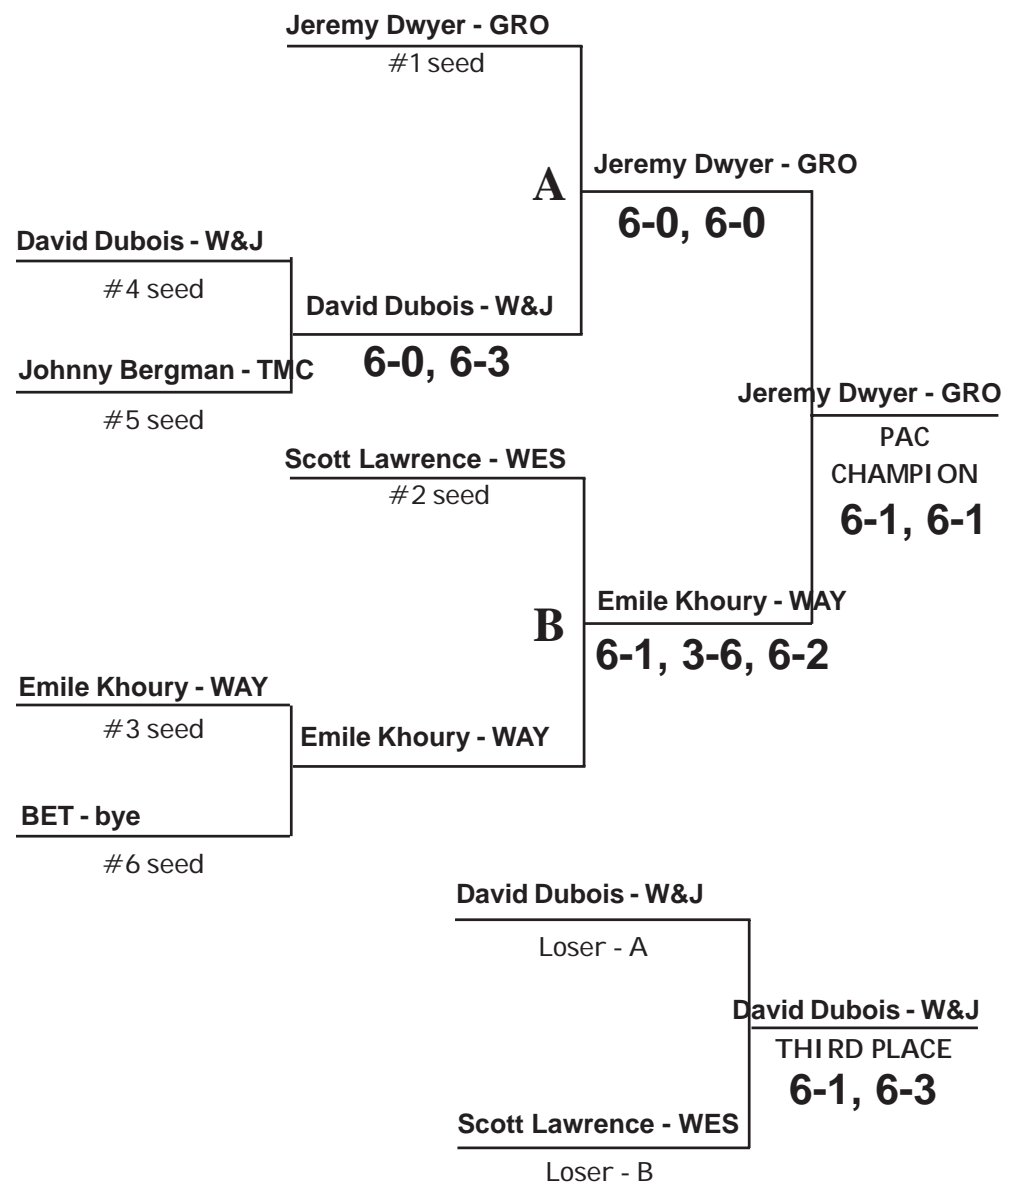 Jeremy Dwyer - GRO
#1 seed
A
Jeremy Dwyer - GRO
6-0, 6-0
David Dubois - W&J
#4 seed
David Dubois - W&J
6-0, 6-3
Johnny Bergman - TMC
#5 seed
Jeremy Dwyer - GRO
PAC
CHAMPION
6-1, 6-1
Scott Lawrence - WES
#2 seed
B
Emile Khoury - WAY
6-1, 3-6, 6-2
Emile Khoury - WAY
#3 seed
Emile Khoury - WAY
BET - bye
#6 seed
David Dubois - W&J
Loser - A
David Dubois - W&J
THIRD PLACE
6-1, 6-3
Scott Lawrence - WES
Loser - B